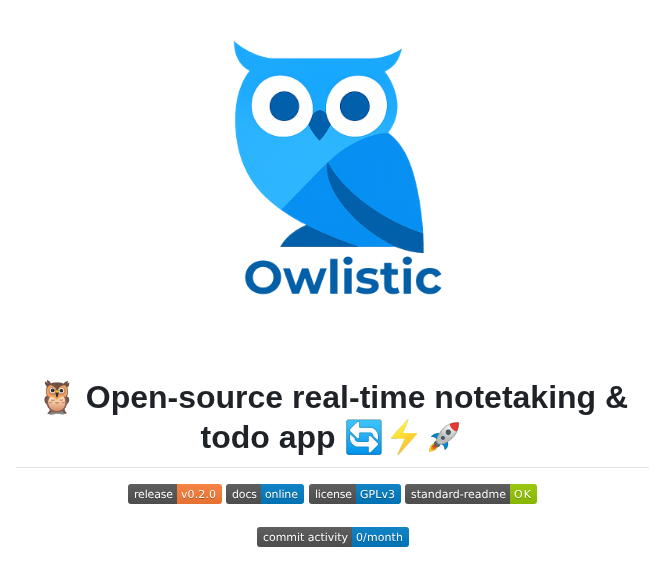 Owlistic
🦉 Open-source real-time notetaking &
todo app 🔄⚡🚀
release v0.2.0 docs online license GPLv3 standard-readme OK
commit activity 0/month